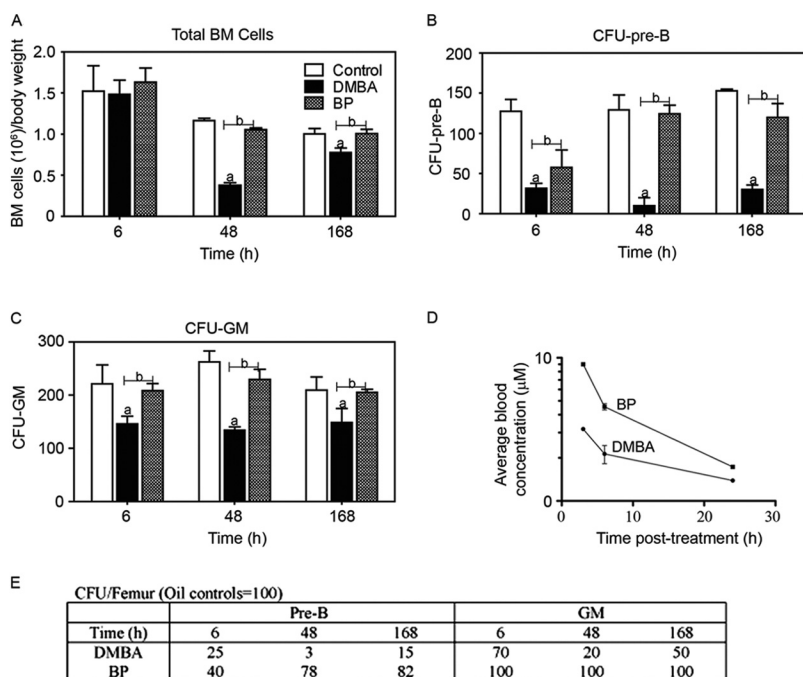 A
Total BM Cells
BM cells (10⁶)/body weight
2.0
1.5
1.0
0.5
0
Control
DMBA
BP
b
b
a
a
6
48
168
Time (h)
B
CFU-pre-B
CFU-pre-B
200
150
100
50
0
b
b
b
a
a
a
6
48
168
Time (h)
C
CFU-GM
CFU-GM
300
200
100
0
b
b
b
a
a
a
6
48
168
Time (h)
D
Average blood
concentration (μM)
10
0
BP
DMBA
0
10
20
30
Time post-treatment (h)
E
CFU/Femur (Oil controls=100)
Pre-B GM
Time (h) 6 48 168 6 48 168
DMBA 25 3 15 70 20 50
BP 40 78 82 100 100 100